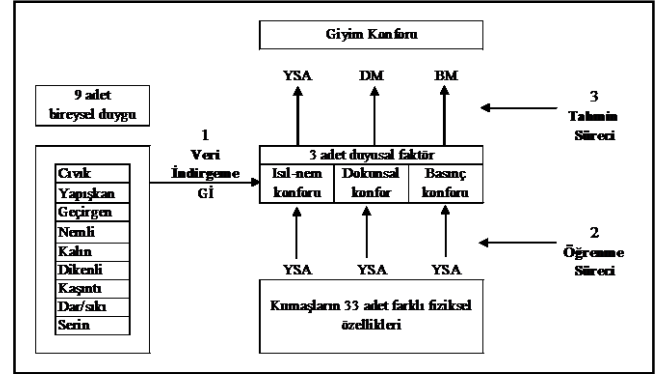 Giyim Konforu
YSA DM BM
9 adet
bireysel duygu
3
Tahmin
Süreci
1
Veri
İndirgeme
Gİ
3 adet duyusal faktör
Isıl-nem
konforu
Dokunsal
konfor
Basınç
konforu
Cıvık
Yapışkan
Geçirgen
Nemli
Kalın
Dikenli
Kaşıntı
Dar/sıkı
Serin
2
Öğrenme
Süreci
YSA YSA YSA
Kumaşların 33 adet farklı fiziksel
özellikleri